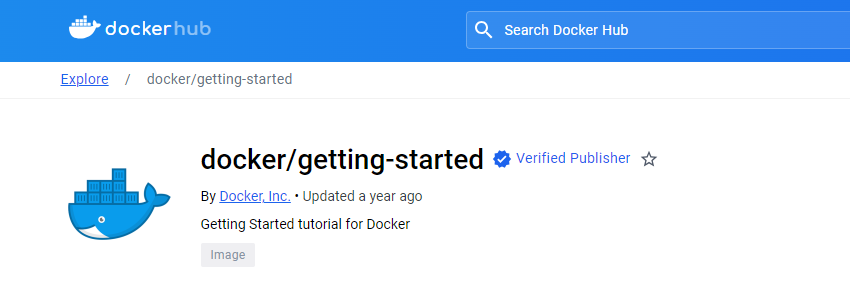 dockerhub
Search Docker Hub
Explore / docker/getting-started
docker/getting-started Verified Publisher
By Docker, Inc. • Updated a year ago
Getting Started tutorial for Docker
Image